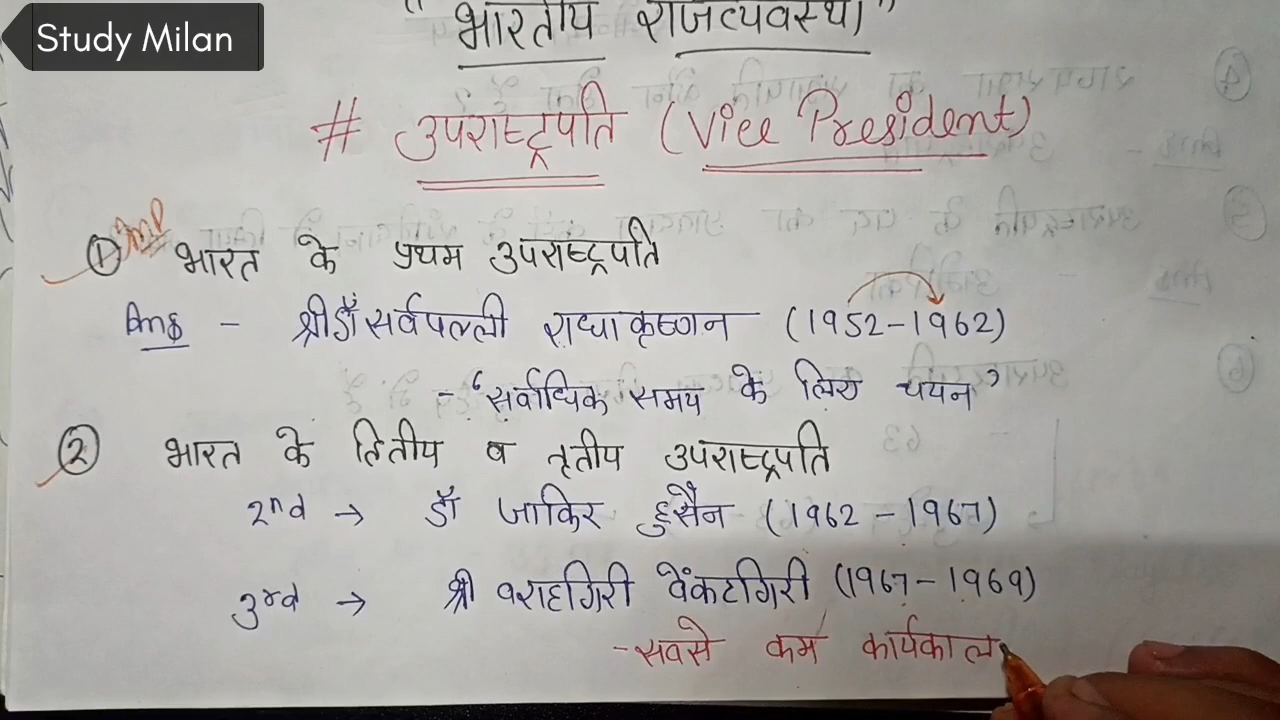 Study Milan
"भारतीय राजव्यवस्था"
# उपराष्ट्रपति (Vice President)
① Imp भारत के प्रथम उपराष्ट्रपति
Ans - श्री डॉ सर्वपल्ली राधाकृष्णन (1952-1962)
- 'सर्वाधिक समय के लिए चयन'
② भारत के द्वितीय व तृतीय उपराष्ट्रपति
2nd → डॉ जाकिर हुसैन (1962-1967)
3rd → श्री वराहगिरी वेंकटगिरी (1967-1969)
- सबसे कम कार्यकाल